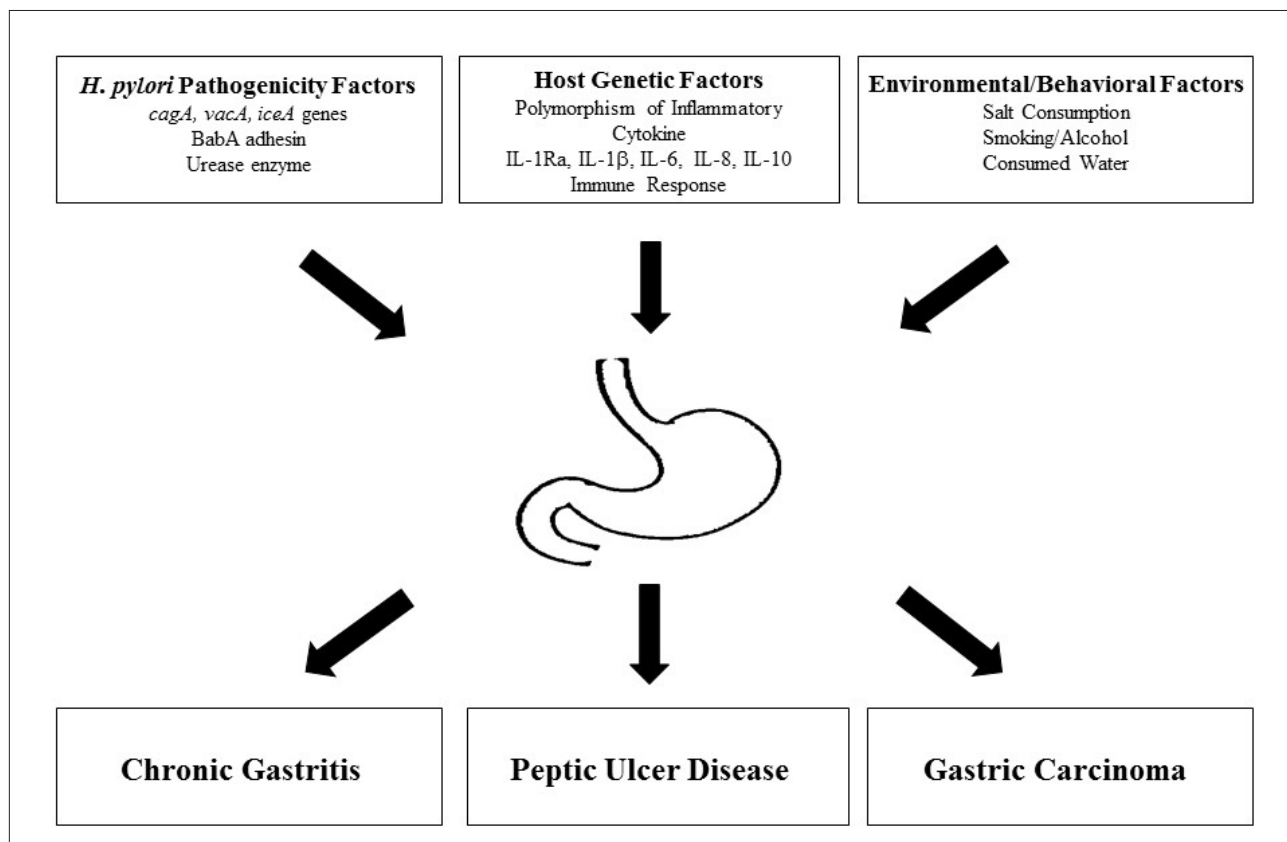 H. pylori Pathogenicity Factors
cagA, vacA, iceA genes
BabA adhesin
Urease enzyme
Host Genetic Factors
Polymorphism of Inflammatory
Cytokine
IL-1Ra, IL-1β, IL-6, IL-8, IL-10
Immune Response
Environmental/Behavioral Factors
Salt Consumption
Smoking/Alcohol
Consumed Water
Chronic Gastritis
Peptic Ulcer Disease
Gastric Carcinoma